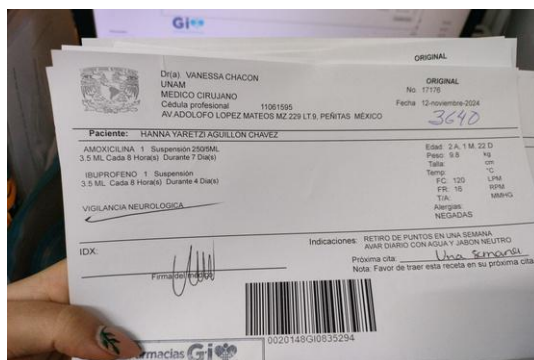 Gi
ORIGINAL
Dr(a). VANESSA CHACON
UNAM
MEDICO CIRUJANO
Cédula profesional 11061595
AV ADOLOFO LOPEZ MATEOS MZ.229 LT.9, PEÑITAS MÉXICO
ORIGINAL
No. 17176
Fecha 12-noviembre-2024
3640
Paciente: HANNA YARETZI AGUILLON CHAVEZ
AMOXICILINA 1 Suspensión 250/5ML
3.5 ML Cada 8 Hora(s) Durante 7 Dia(s)
IBUPROFENO 1 Suspensión
3.5 ML Cada 8 Hora(s) Durante 4 Dia(s)
VIGILANCIA NEUROLOGICA
Edad: 2 A, 1 M, 22 D
Peso: 9.8 kg
Talla: cm
Temp: °C
FC: 120 LPM
FR: 16 RPM
T/A: MMHG
Alergias:
NEGADAS
IDX:
Firma del médico
Indicaciones: RETIRO DE PUNTOS EN UNA SEMANA
AVAR DIARIO CON AGUA Y JABON NEUTRO
Próxima cita: Una semana
Nota: Favor de traer esta receta en su próxima cita
0020148GI0835294
rmacias Gi